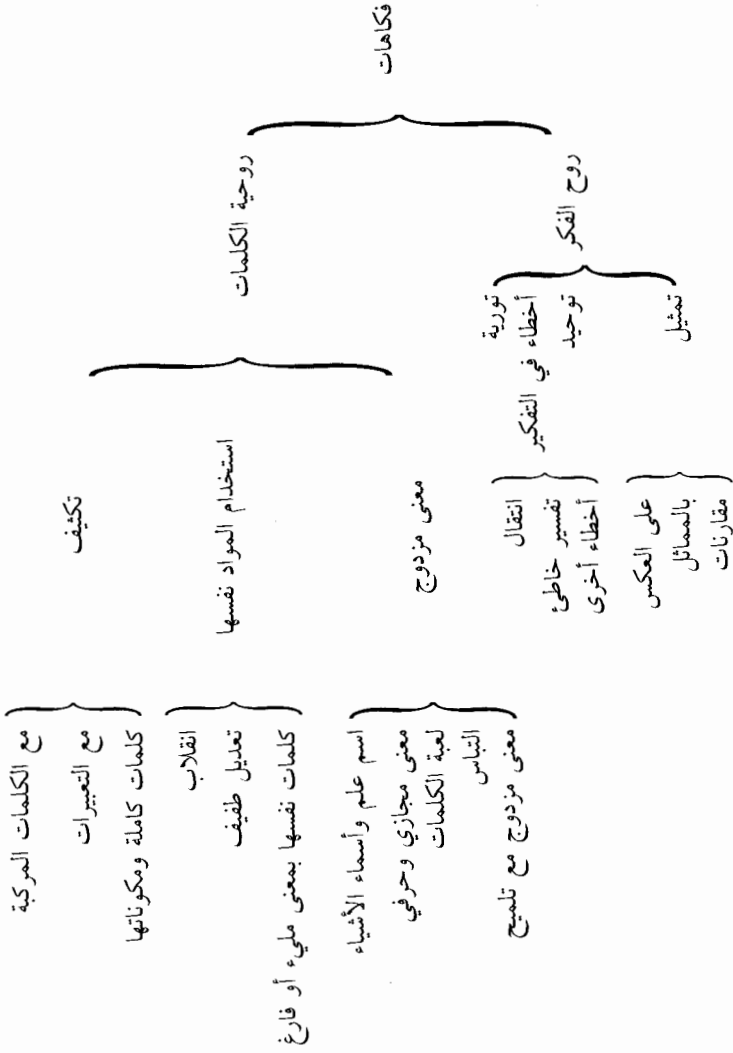 فكاهات
روحية الكلمات
تكثيف
مع الكلمات المركبة
مع التعبيرات
كلمات كاملة ومكوناتها
استخدام المواد نفسها
انقلاب
تعديل طفيف
كلمات نفسها بمعنى مليء أو فارغ
معنى مزدوج
اسم علم وأسماء الأشياء
معنى مجازي وحرفي
لعبة الكلمات
التباس
معنى مزدوج مع تلميح
روح الفكر
تورية
أخطاء في التفكير
انتقال
تفسير خاطئ
أخطاء أخرى
توحيد
تمثيل
على العكس
بالمماثل
مقارنات